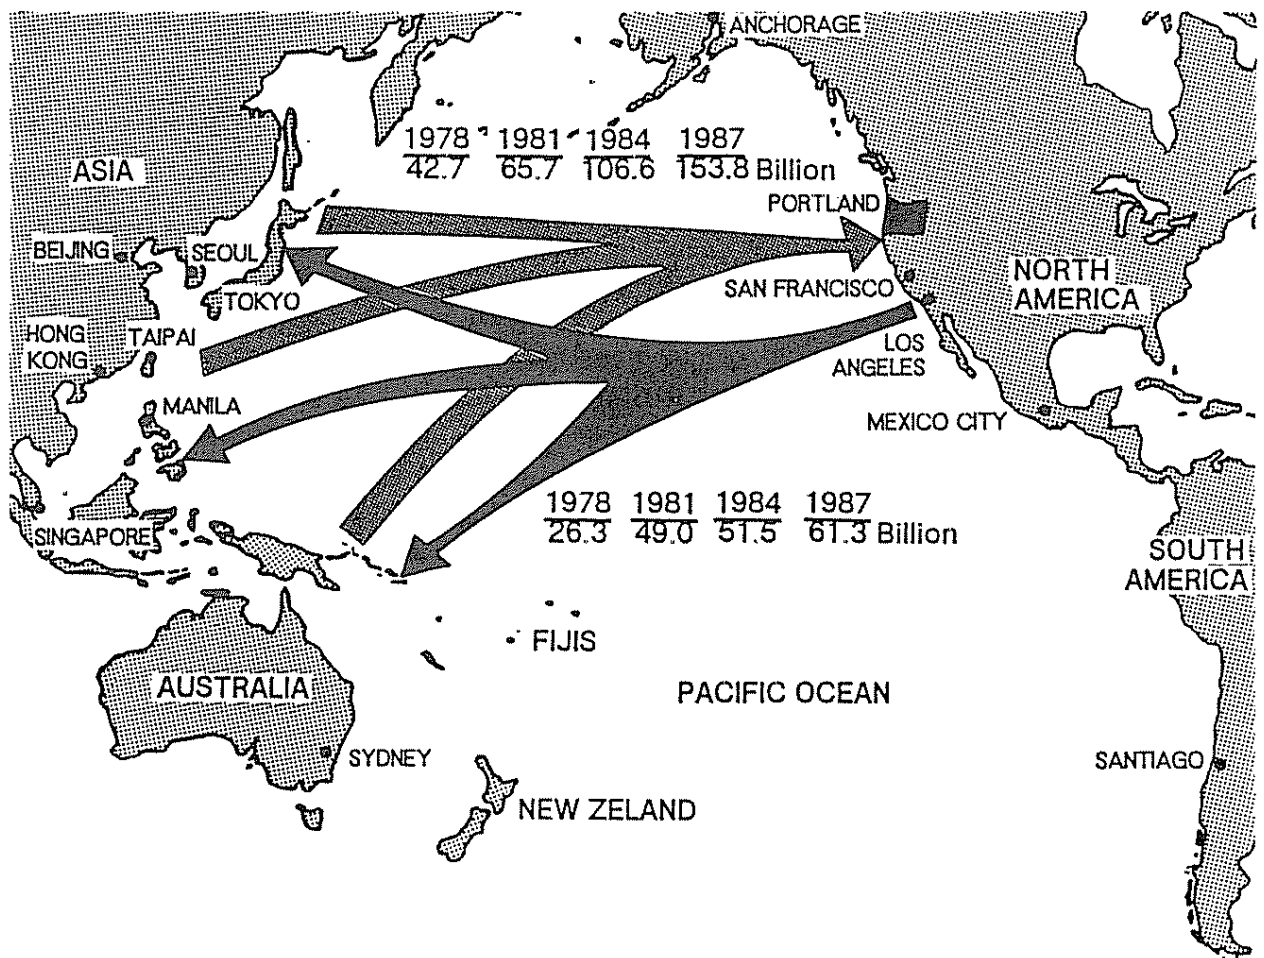 ANCHORAGE
1978 1981 1984 1987
42.7 65.7 106.6 153.8 Billion
ASIA
PORTLAND
BEIJING
SEOUL
NORTH
AMERICA
SAN FRANCISCO
TOKYO
HONG
KONG
TAIPAI
LOS
ANGELES
MANILA
MEXICO CITY
1978 1981 1984 1987
26.3 49.0 51.5 61.3 Billion
SINGAPORE
SOUTH
AMERICA
FIJIS
AUSTRALIA
PACIFIC OCEAN
SYDNEY
SANTIAGO
NEW ZELAND